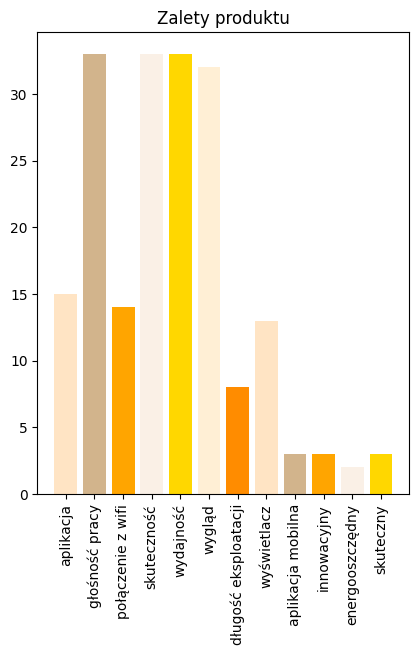 Zalety produktu
30
25
20
15
10
5
0
aplikacja
głośność pracy
połączenie z wifi
skuteczność
wydajność
wygląd
długość eksploatacji
wyświetlacz
aplikacja mobilna
innowacyjny
energooszczędny
skuteczny